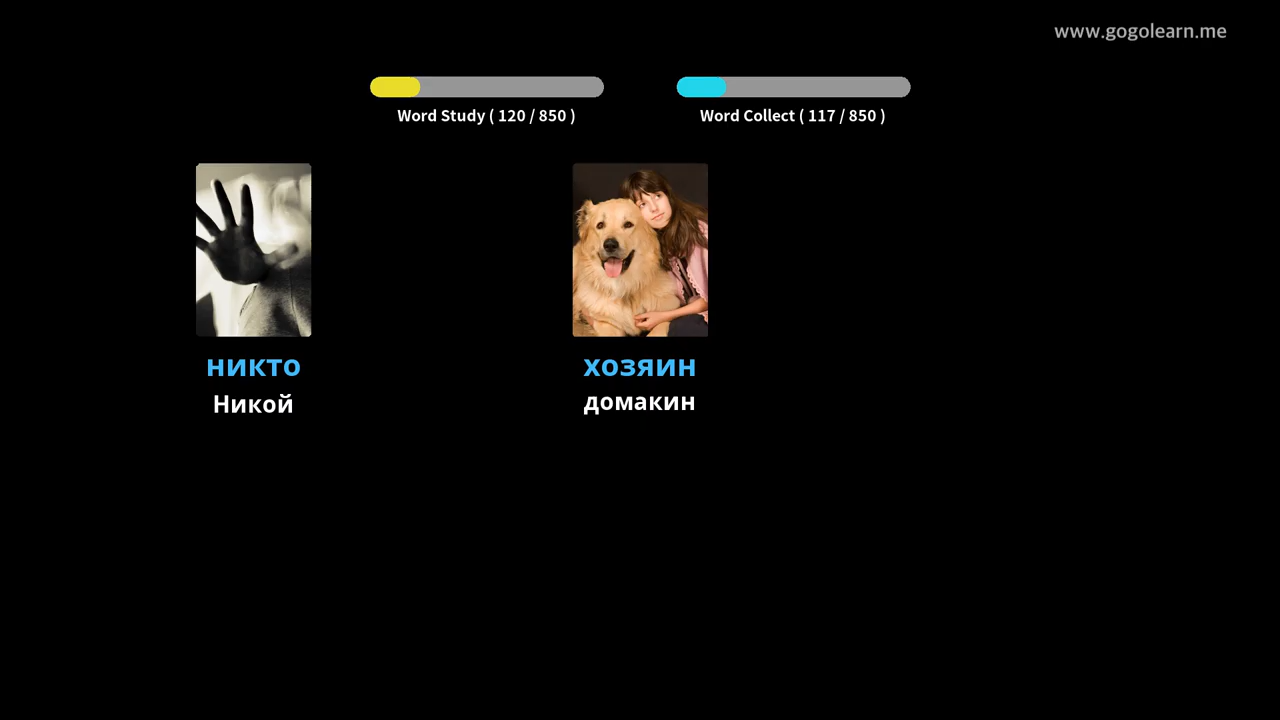 www.gogolearn.me
Word Study ( 120 / 850 )
Word Collect ( 117 / 850 )
никто
Никой
хозяин
домакин